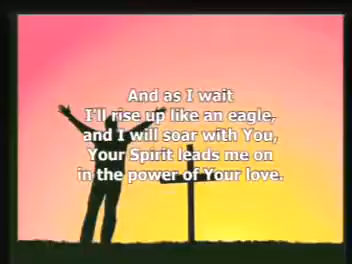 And as I wait
I'll rise up like an eagle,
and I will soar with You,
Your Spirit leads me on
in the power of Your love.